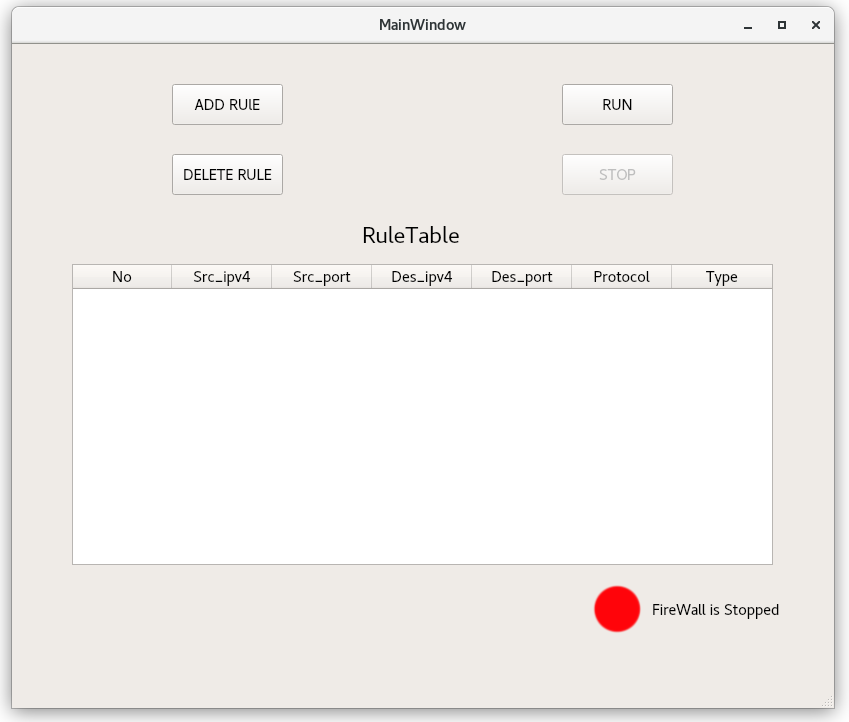 MainWindow
ADD RUlE
RUN
DELETE RULE
STOP
RuleTable
No Src_ipv4 Src_port Des_ipv4 Des_port Protocol Type
FireWall is Stopped